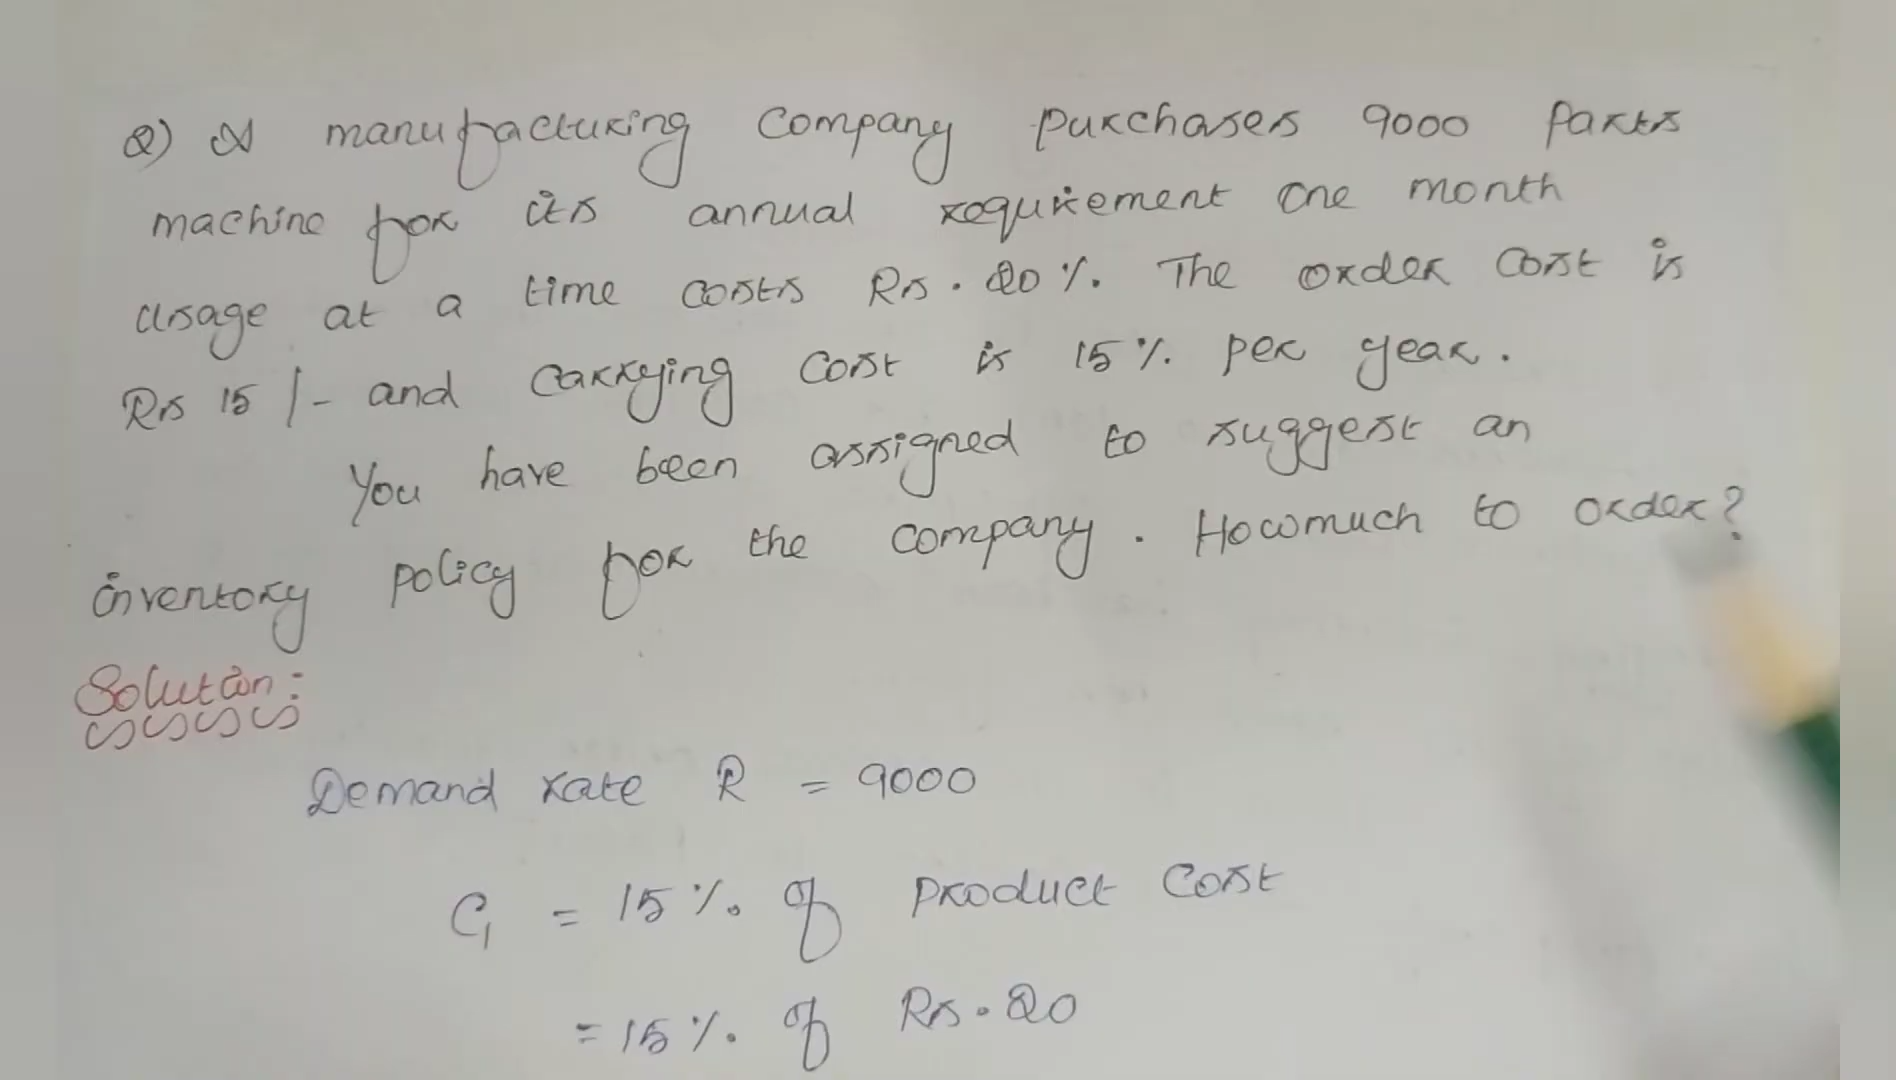 Q) A manufacturing company purchases 9000 parts
machine for its annual requirement one month
usage at a time costs Rs. 20 %. The order cost is
Rs 15 /- and carrying cost is 15 % per year.
You have been assigned to suggest an
inventory policy for the company. Howmuch to order?
Solution:
Demand rate R = 9000
C₁ = 15 %. of product cost
= 15 %. of Rs. 20